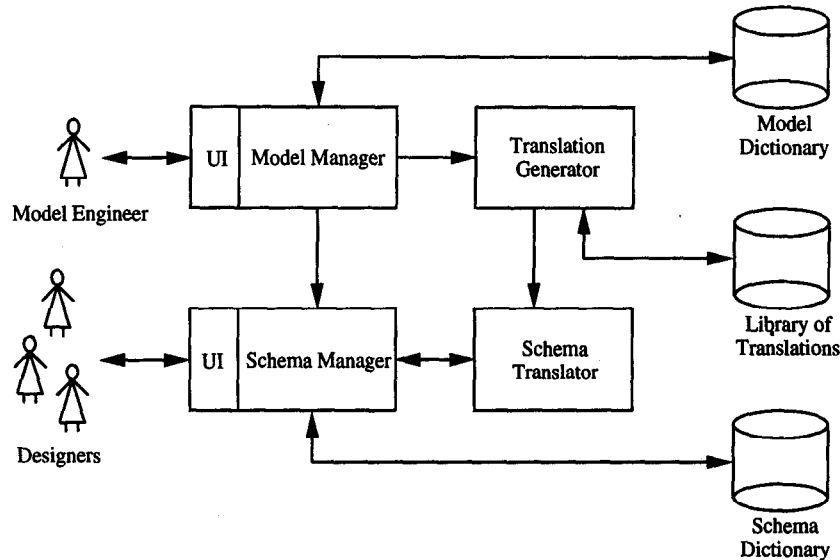 Model
Dictionary
UI
Model Manager
Translation
Generator
Model Engineer
Library of
Translations
UI
Schema Manager
Schema
Translator
Designers
Schema
Dictionary